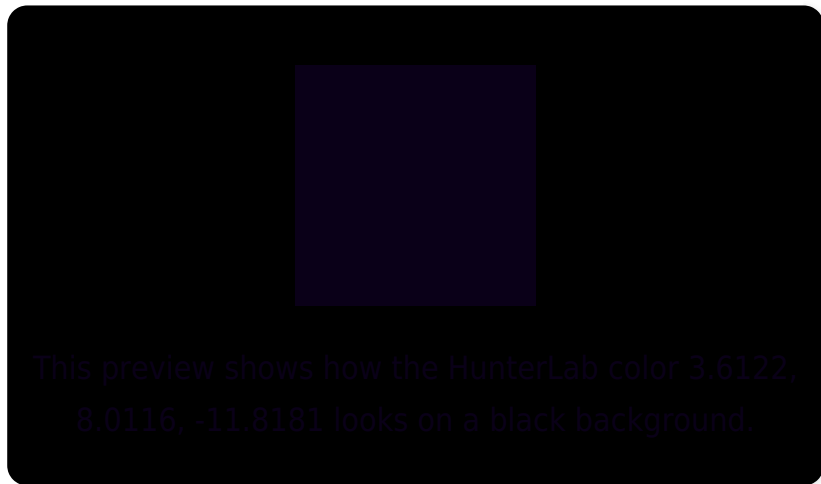 This preview shows how the HunterLab color 3.6122,
8.0116, -11.8181 looks on a black background.